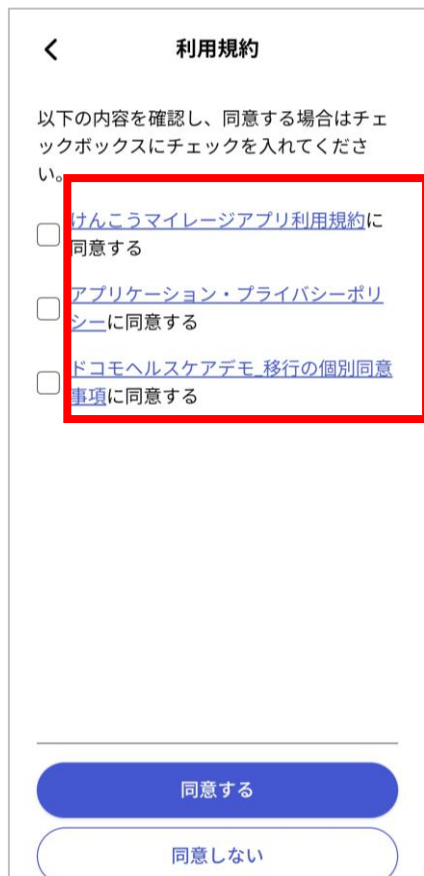 利用規約
以下の内容を確認し、同意する場合はチェ
ックボックスにチェックを入れてくださ
い。
けんこうマイレージアプリ利用規約に
同意する
アプリケーション・プライバシーポリ
シーに同意する
ドコモヘルスケアデモ_移行の個別同意
事項に同意する
同意する
同意しない